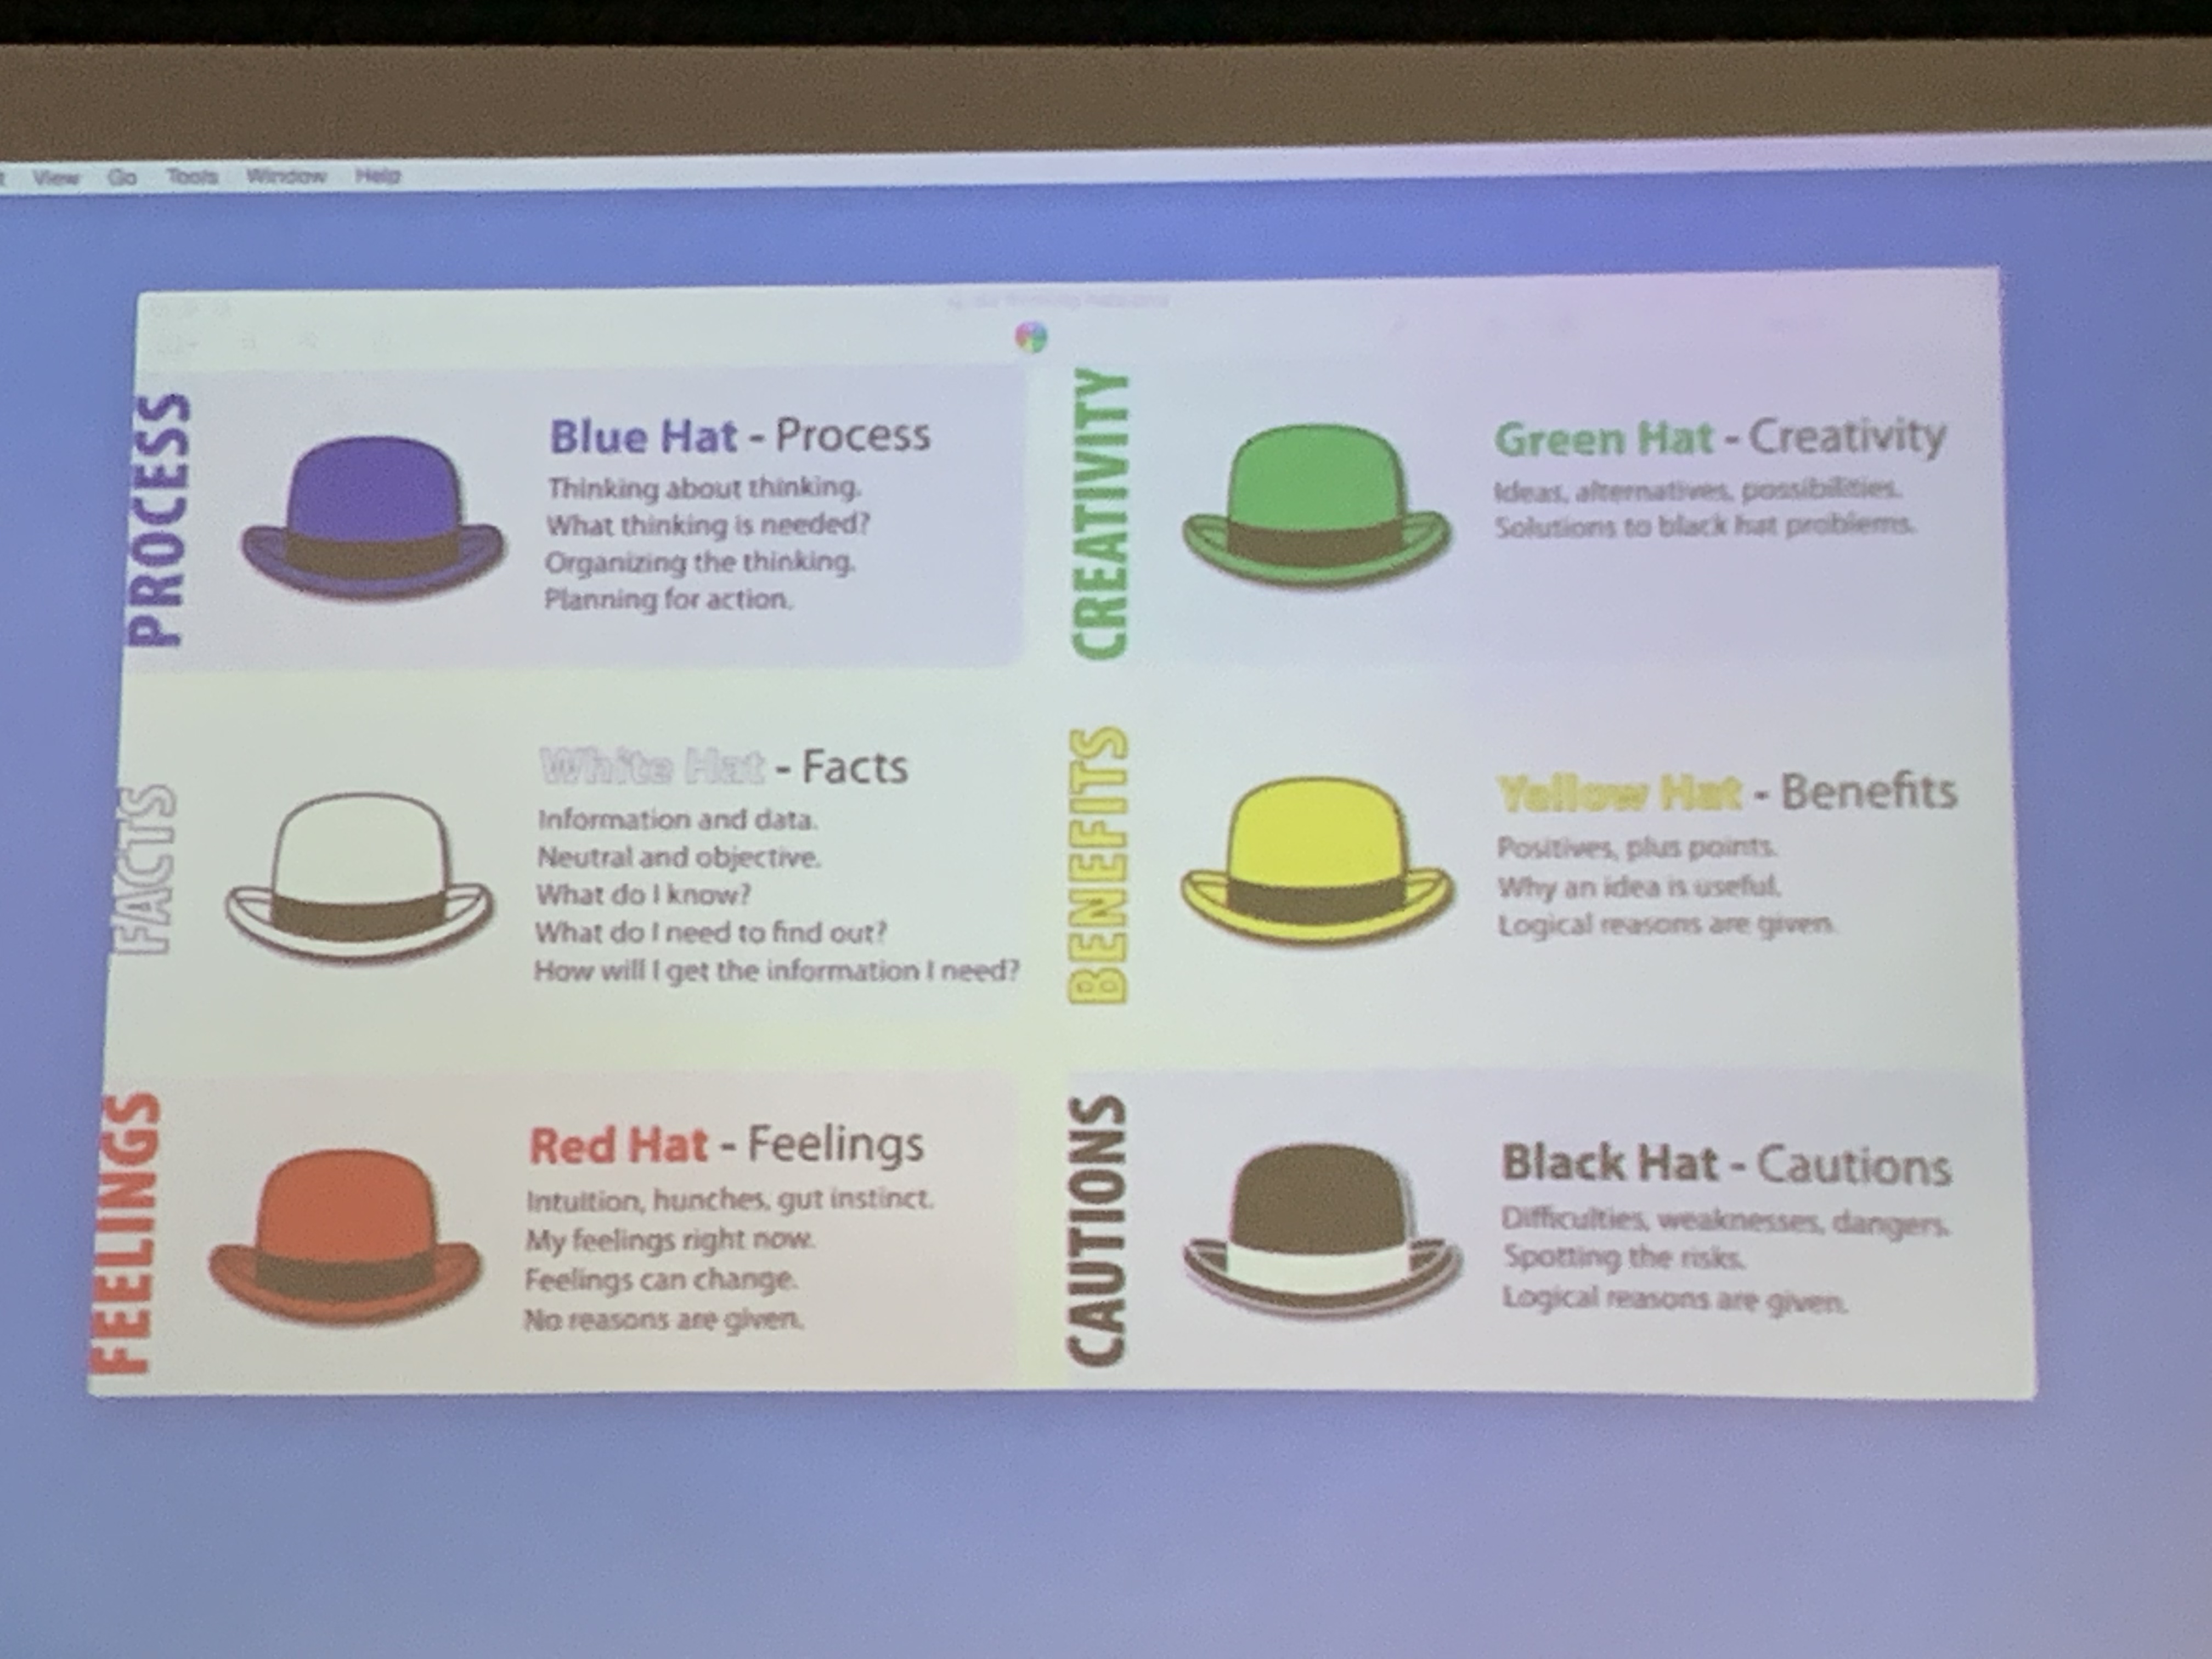 View Go Tools Window Help
PROCESS
Blue Hat - Process
Thinking about thinking.
What thinking is needed?
Organizing the thinking.
Planning for action.
CREATIVITY
Green Hat - Creativity
Ideas, alternatives, possibilities.
Solutions to black hat problems.
FACTS
White Hat - Facts
Information and data.
Neutral and objective.
What do I know?
What do I need to find out?
How will I get the information I need?
BENEFITS
Yellow Hat - Benefits
Positives, plus points.
Why an idea is useful.
Logical reasons are given.
FEELINGS
Red Hat - Feelings
Intuition, hunches, gut instinct.
My feelings right now.
Feelings can change.
No reasons are given.
CAUTIONS
Black Hat - Cautions
Difficulties, weaknesses, dangers.
Spotting the risks.
Logical reasons are given.